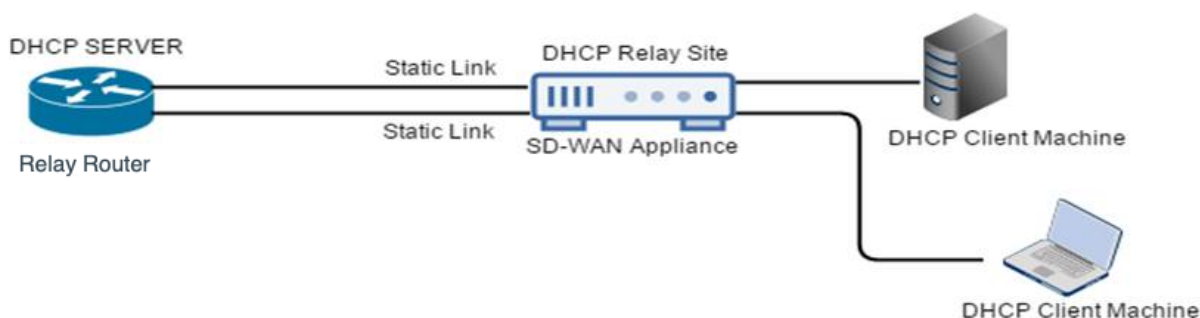 DHCP SERVER
Relay Router
Static Link
Static Link
DHCP Relay Site
SD-WAN Appliance
DHCP Client Machine
DHCP Client Machine